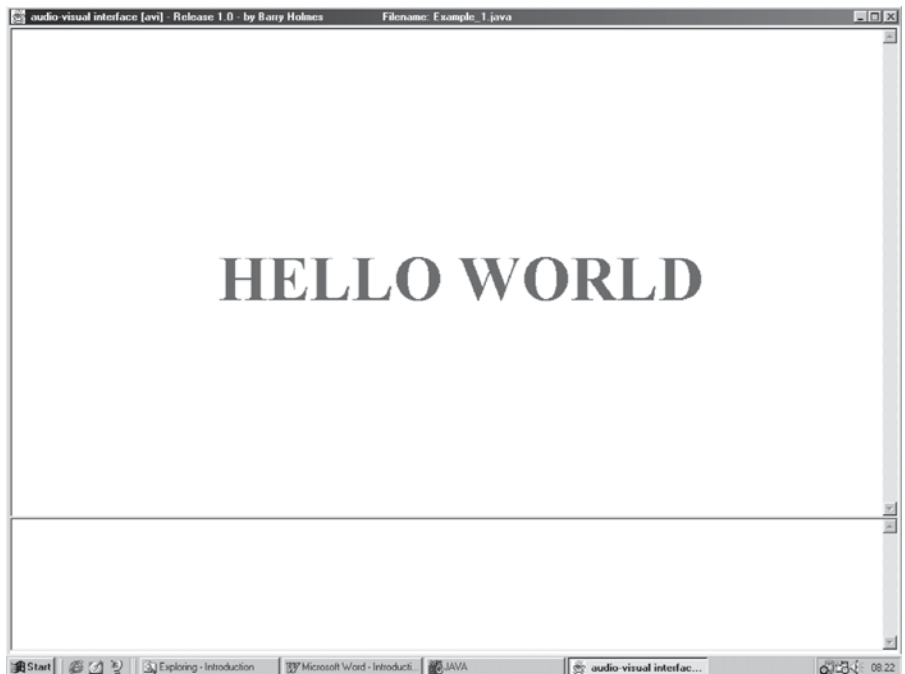 audio-visual interface [avi] - Release 1.0 - by Barry Holmes Filename: Example_1.java
HELLO WORLD
Start Exploring - Introduction Microsoft Word - Introducti... JAVA audio-visual interfac... 08:22